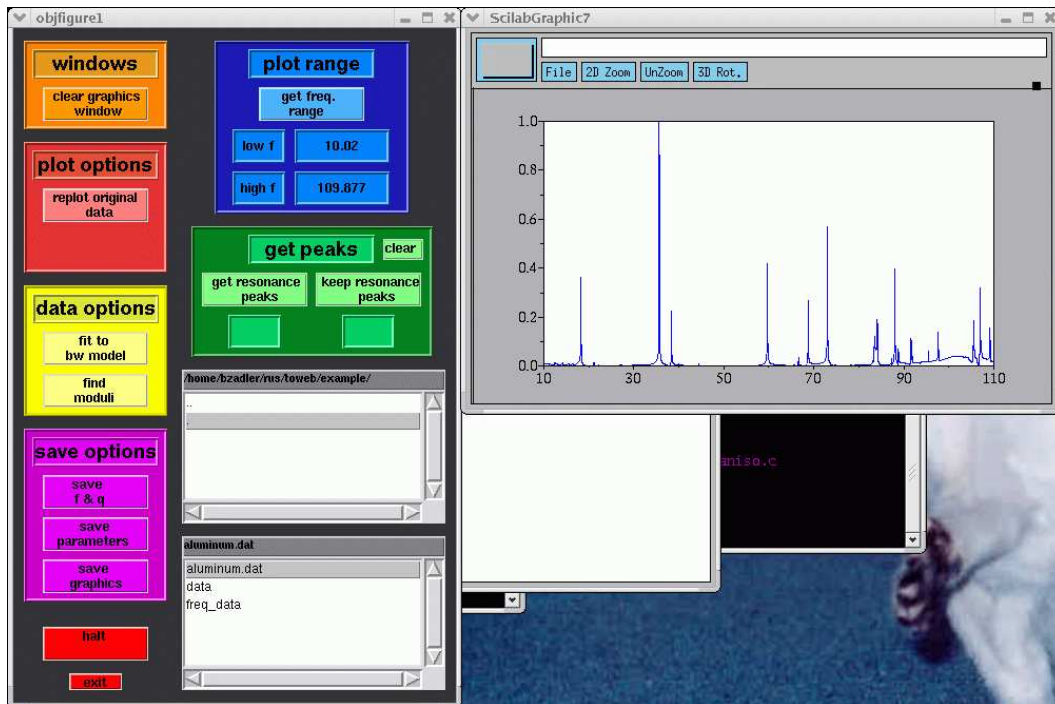 objfigure1
windows
clear graphics
window
plot options
replot original
data
data options
fit to
bw model
find
moduli
save options
save
f & q
save
parameters
save
graphics
halt
exit
plot range
get freq.
range
low f
10.02
high f
109.877
get peaks
clear
get resonance
peaks
keep resonance
peaks
/home/bzadler/rus/toweb/example/
..
.
aluminum.dat
aluminum.dat
data
freq_data
ScilabGraphic7
File 2D Zoom UnZoom 3D Rot.
1.0
0.8
0.6
0.4
0.2
0.0
10 30 50 70 90 110
aniso.c